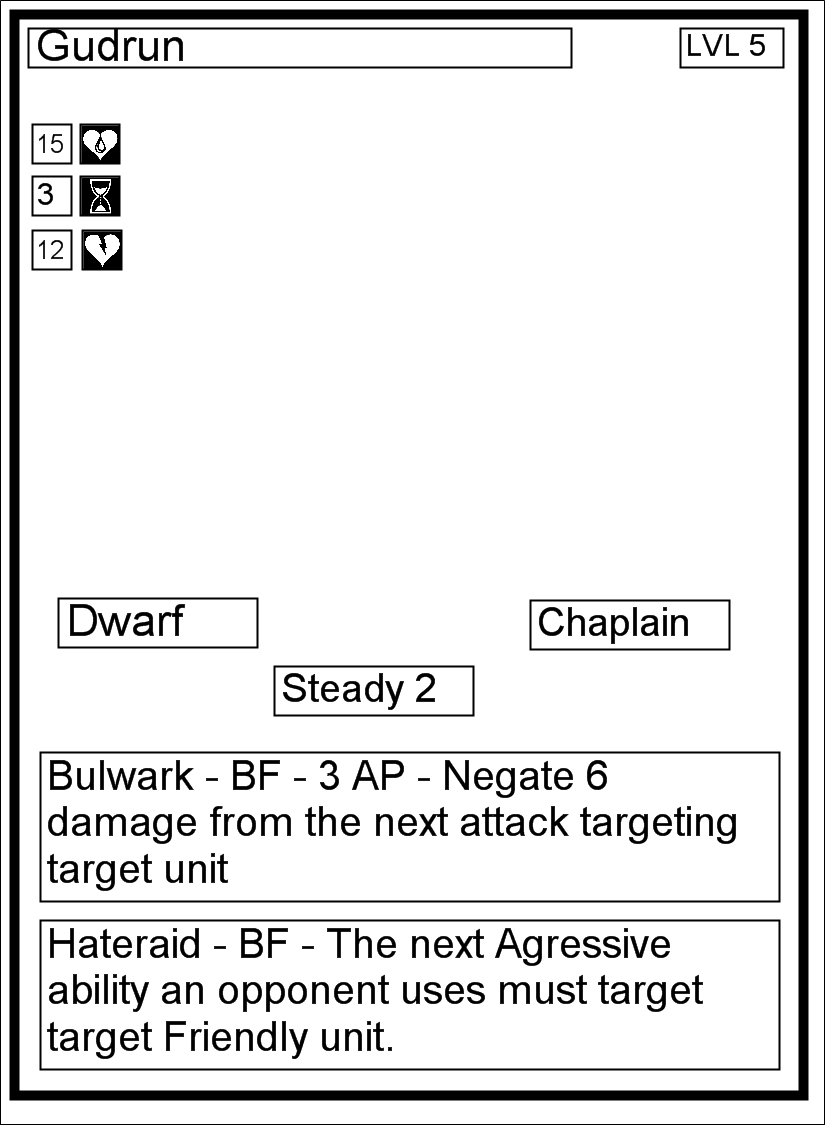 Gudrun
LVL 5
15
3
12
Dwarf
Chaplain
Steady 2
Bulwark - BF - 3 AP - Negate 6
damage from the next attack targeting
target unit
Hateraid - BF - The next Agressive
ability an opponent uses must target
target Friendly unit.